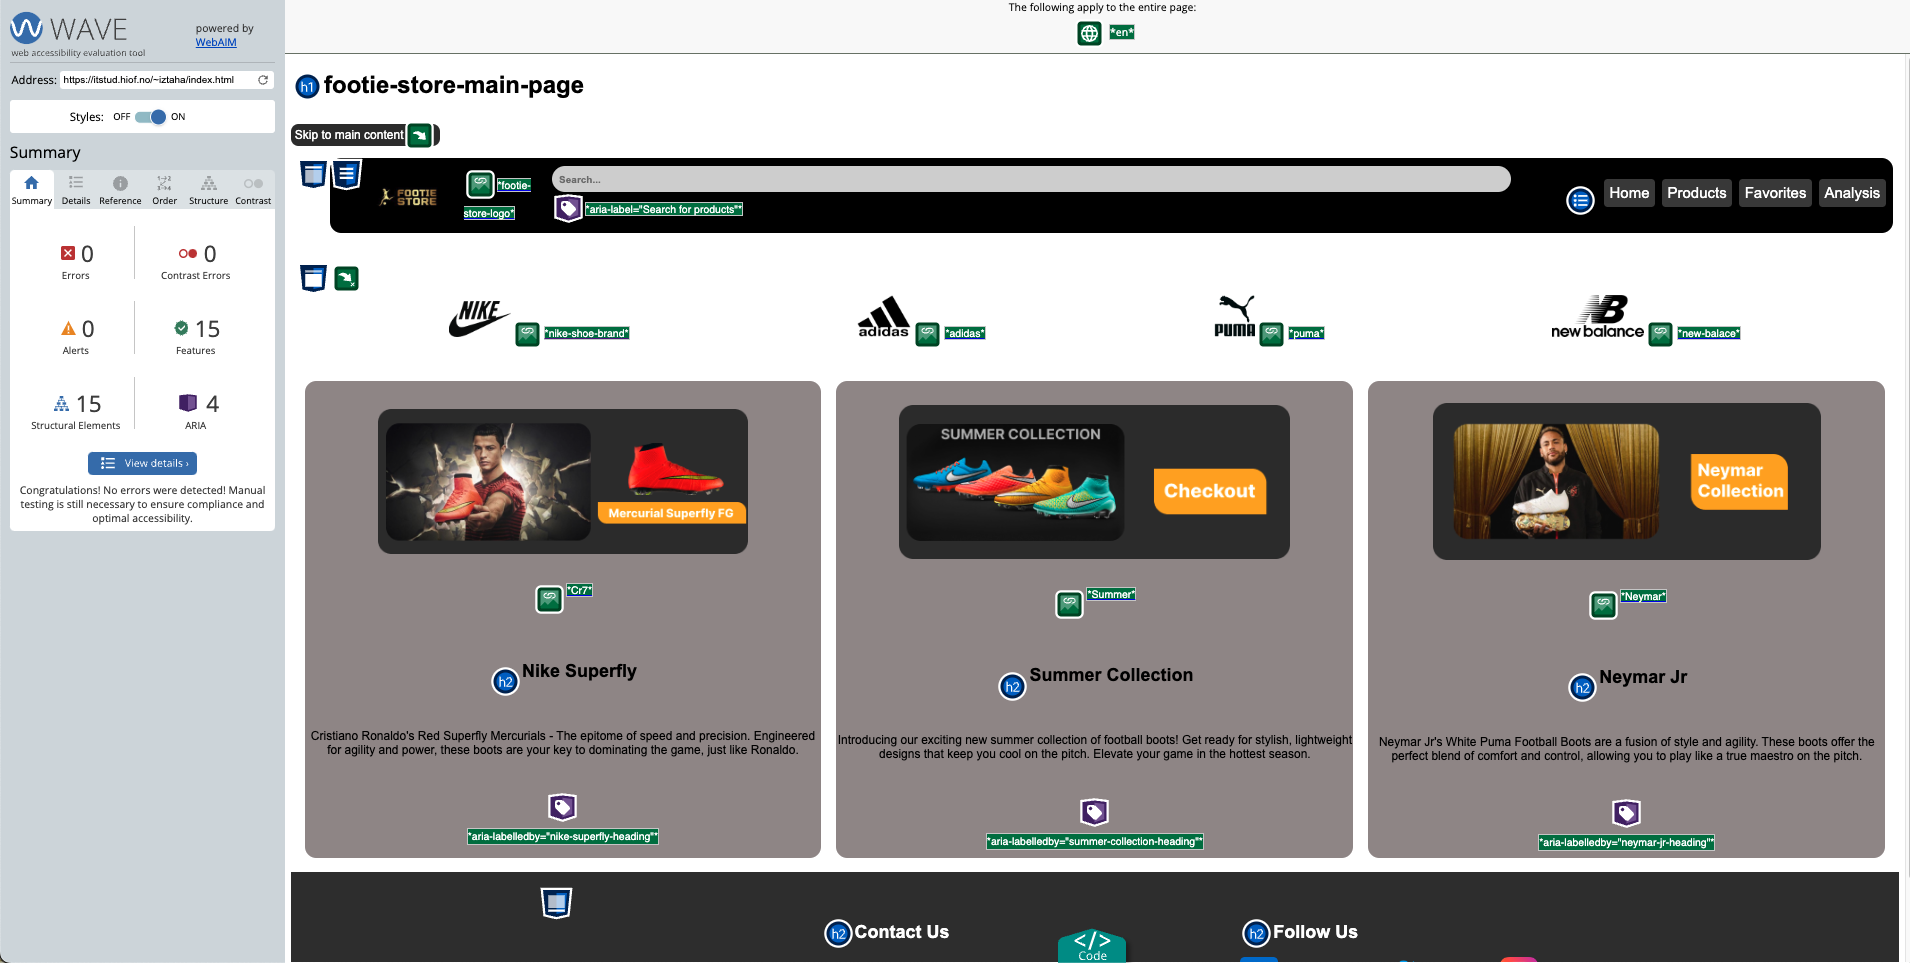 WAVE
powered by
WebAIM
web accessibility evaluation tool
Address: https://itstud.hiof.no/~iztaha/index.html
Styles: OFF ON
Summary
Summary Details Reference Order Structure Contrast
0
Errors
0
Contrast Errors
0
Alerts
15
Features
15
Structural Elements
4
ARIA
View details ›
Congratulations! No errors were detected! Manual
testing is still necessary to ensure compliance and
optimal accessibility.
The following apply to the entire page:
*en*
h1 footie-store-main-page
Skip to main content
FOOTIE
STORE
*footie-
store-logo*
Search...
*aria-label="Search for products"*
Home Products Favorites Analysis
NIKE *nike-shoe-brand*
adidas *adidas*
PUMA *puma*
NB
new balance *new-balace*
Mercurial Superfly FG
*Cr7*
h2 Nike Superfly
Cristiano Ronaldo's Red Superfly Mercurials - The epitome of speed and precision. Engineered
for agility and power, these boots are your key to dominating the game, just like Ronaldo.
*aria-labelledby="nike-superfly-heading"*
SUMMER COLLECTION
Checkout
*Summer*
h2 Summer Collection
Introducing our exciting new summer collection of football boots! Get ready for stylish, lightweight
designs that keep you cool on the pitch. Elevate your game in the hottest season.
*aria-labelledby="summer-collection-heading"*
Neymar
Collection
*Neymar*
h2 Neymar Jr
Neymar Jr's White Puma Football Boots are a fusion of style and agility. These boots offer the
perfect blend of comfort and control, allowing you to play like a true maestro on the pitch.
*aria-labelledby="neymar-jr-heading"*
h2 Contact Us
</>
Code
h2 Follow Us